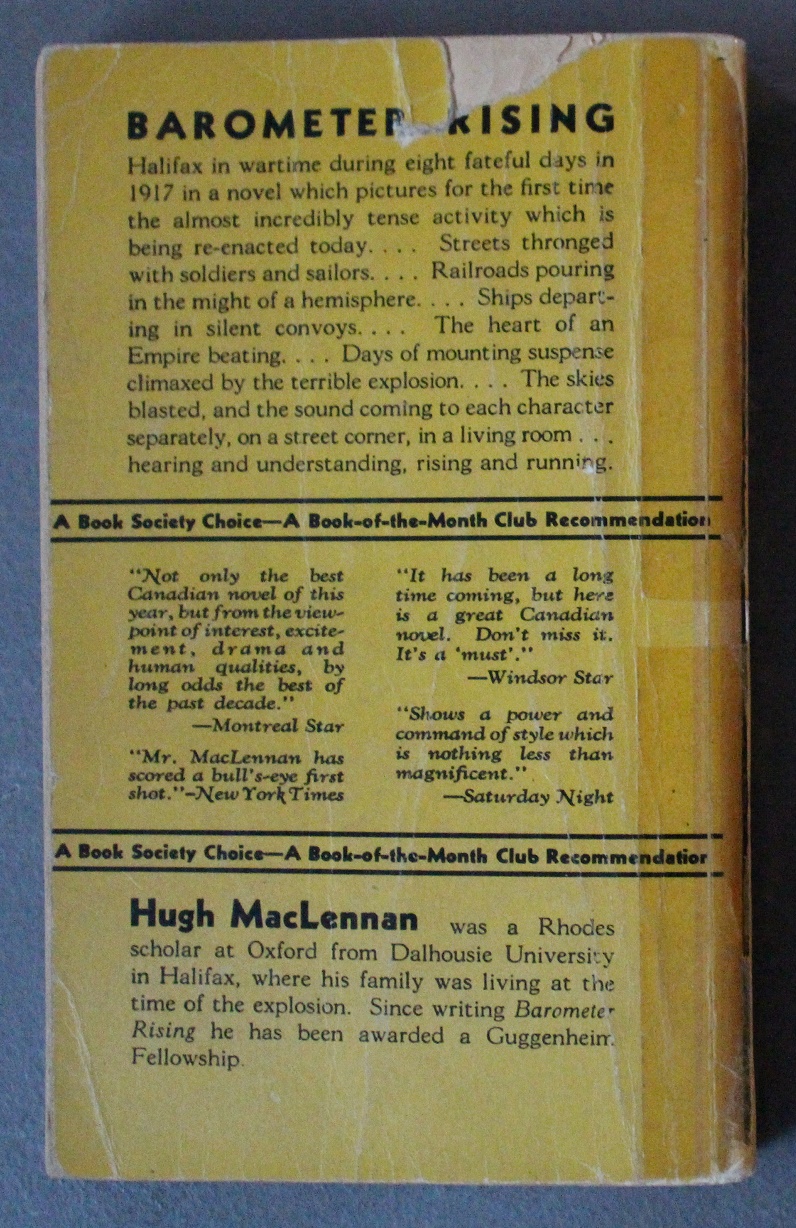 BAROMETER RISING
Halifax in wartime during eight fateful days in
1917 in a novel which pictures for the first time
the almost incredibly tense activity which is
being re-enacted today. . . . Streets thronged
with soldiers and sailors. . . . Railroads pouring
in the might of a hemisphere. . . . Ships depart-
ing in silent convoys. . . . The heart of an
Empire beating. . . . Days of mounting suspense
climaxed by the terrible explosion. . . . The skies
blasted, and the sound coming to each character
separately, on a street corner, in a living room . . .
hearing and understanding, rising and running.
A Book Society Choice—A Book-of-the-Month Club Recommendation
"Not only the best
Canadian novel of this
year, but from the view-
point of interest, excite-
ment, drama and
human qualities, by
long odds the best of
the past decade."
—Montreal Star
"Mr. MacLennan has
scored a bull's-eye first
shot."–New York Times
"It has been a long
time coming, but here
is a great Canadian
novel. Don't miss it.
It's a 'must'."
—Windsor Star
"Shows a power and
command of style which
is nothing less than
magnificent."
—Saturday Night
A Book Society Choice—A Book-of-the-Month Club Recommendation
Hugh MacLennan was a Rhodes
scholar at Oxford from Dalhousie University
in Halifax, where his family was living at the
time of the explosion. Since writing Barometer
Rising he has been awarded a Guggenheim
Fellowship.